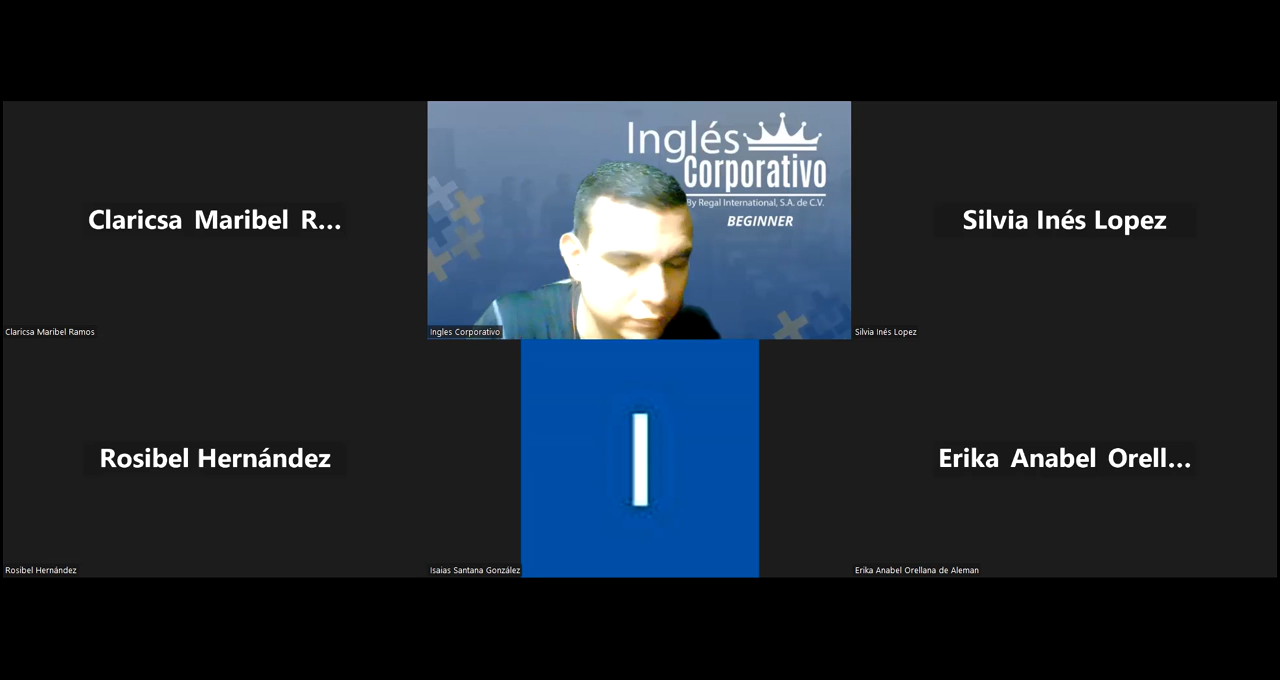 Claricsa Maribel R...
Claricsa Maribel Ramos
Inglés
Corporativo
By Regal International, S.A. de C.V.
BEGINNER
Ingles Corporativo
Silvia Inés Lopez
Silvia Inés Lopez
Rosibel Hernández
Rosibel Hernández
I
Isaias Santana González
Erika Anabel Orell...
Erika Anabel Orellana de Aleman